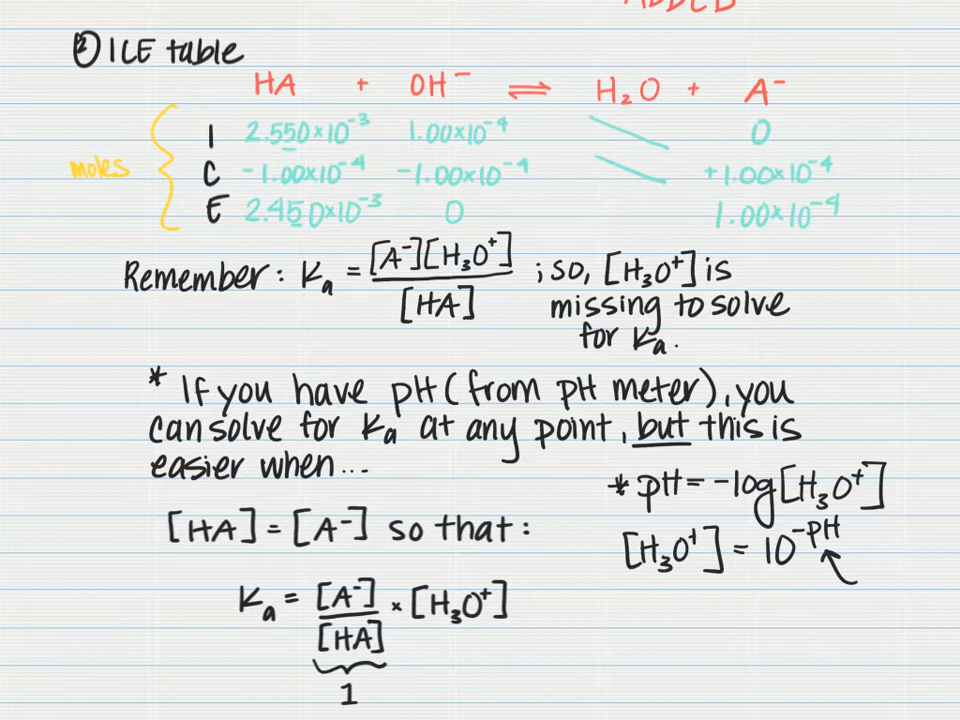 ADDED
② ICE table
HA + OH⁻ ⇌ H₂O + A⁻
I 2.550×10⁻³ 1.00×10⁻⁴ 0
moles C -1.00×10⁻⁴ -1.00×10⁻⁴ +1.00×10⁻⁴
E 2.450×10⁻³ 0 1.00×10⁻⁴
Remember: Ka = [A⁻][H₃O⁺] / [HA] ; so, [H₃O⁺] is
missing to solve
for Ka.
* If you have pH (from pH meter), you
can solve for Ka at any point, but this is
easier when...
* pH = -log[H₃O⁺]
[HA] = [A⁻] so that:
[H₃O⁺] = 10^-pH
Ka = [A⁻] / [HA] × [H₃O⁺]
1